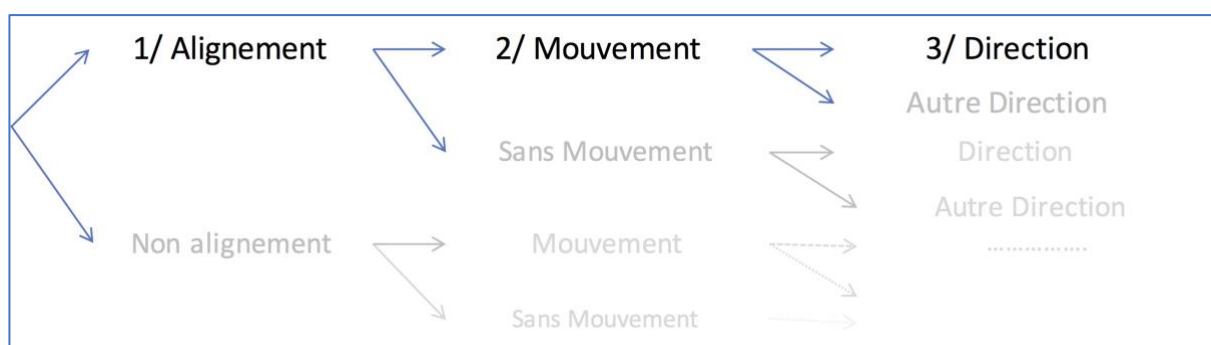 1/ Alignement 2/ Mouvement 3/ Direction
Autre Direction
Sans Mouvement Direction
Autre Direction
Non alignement Mouvement …………….
Sans Mouvement